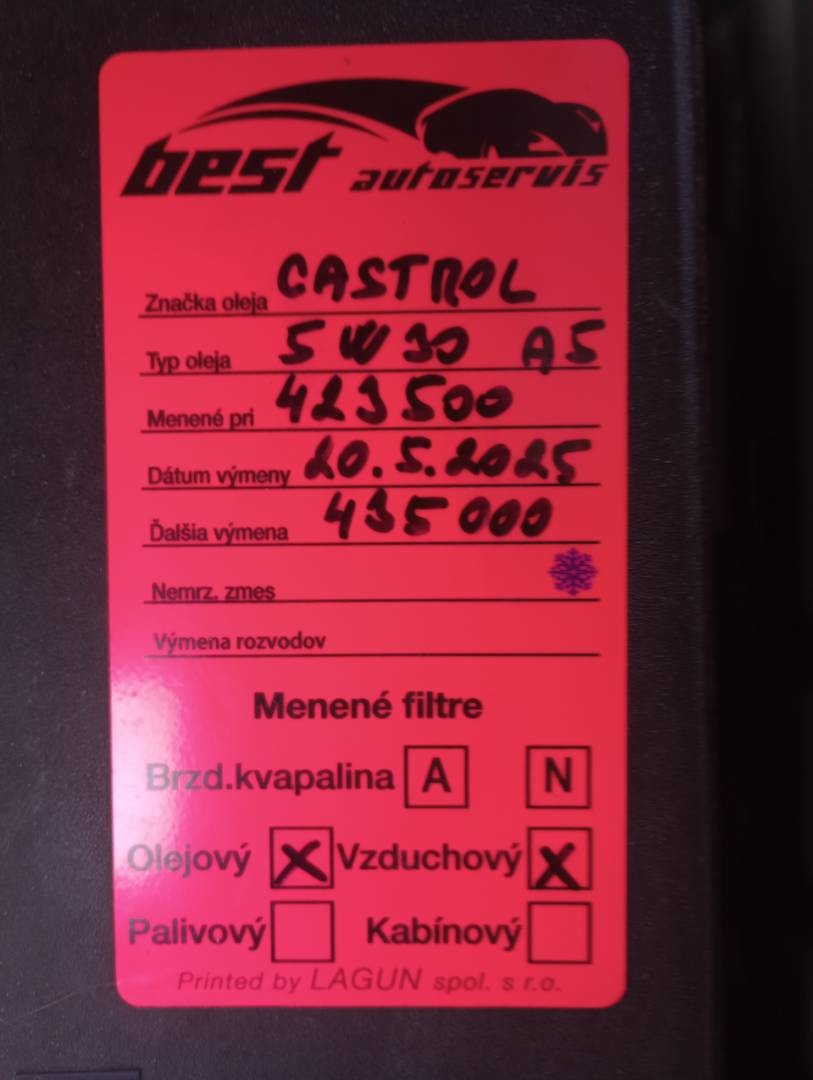 best autoservis
Značka oleja CASTROL
Typ oleja 5W30 A5
Menené pri 423500
Dátum výmeny 20.5.2025
Ďalšia výmena 435000
Nemrz. zmes
Výmena rozvodov
Menené filtre
Brzd.kvapalina A N
Olejový X Vzduchový X
Palivový Kabínový
Printed by LAGUN spol. s r.o.